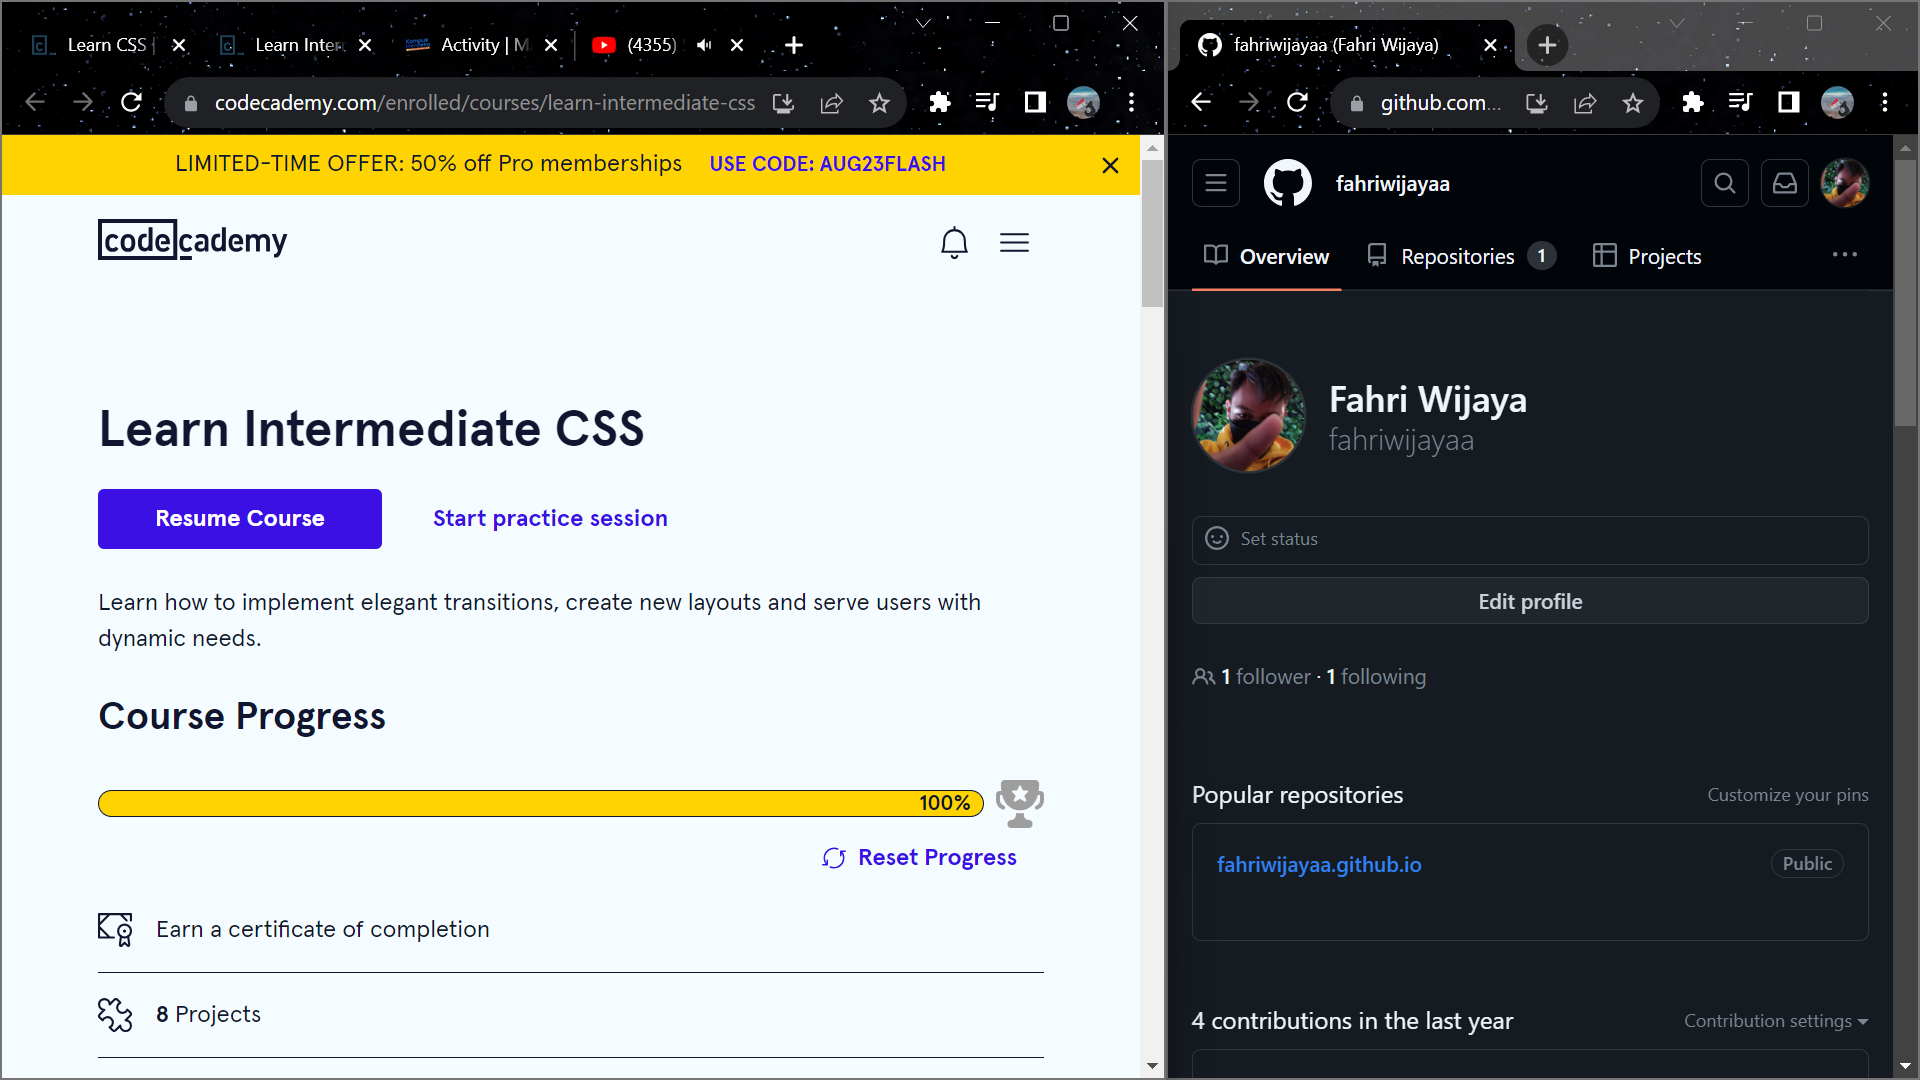 Learn CSS
Learn Inter
Activity | M
(4355)
codecademy.com/enrolled/courses/learn-intermediate-css
LIMITED-TIME OFFER: 50% off Pro memberships USE CODE: AUG23FLASH
codecademy
Learn Intermediate CSS
Resume Course
Start practice session
Learn how to implement elegant transitions, create new layouts and serve users with
dynamic needs.
Course Progress
100%
Reset Progress
Earn a certificate of completion
8 Projects
fahriwijayaa (Fahri Wijaya)
github.com...
fahriwijayaa
Overview
Repositories 1
Projects
Fahri Wijaya
fahriwijayaa
Set status
Edit profile
1 follower · 1 following
Popular repositories
Customize your pins
fahriwijayaa.github.io
Public
4 contributions in the last year
Contribution settings